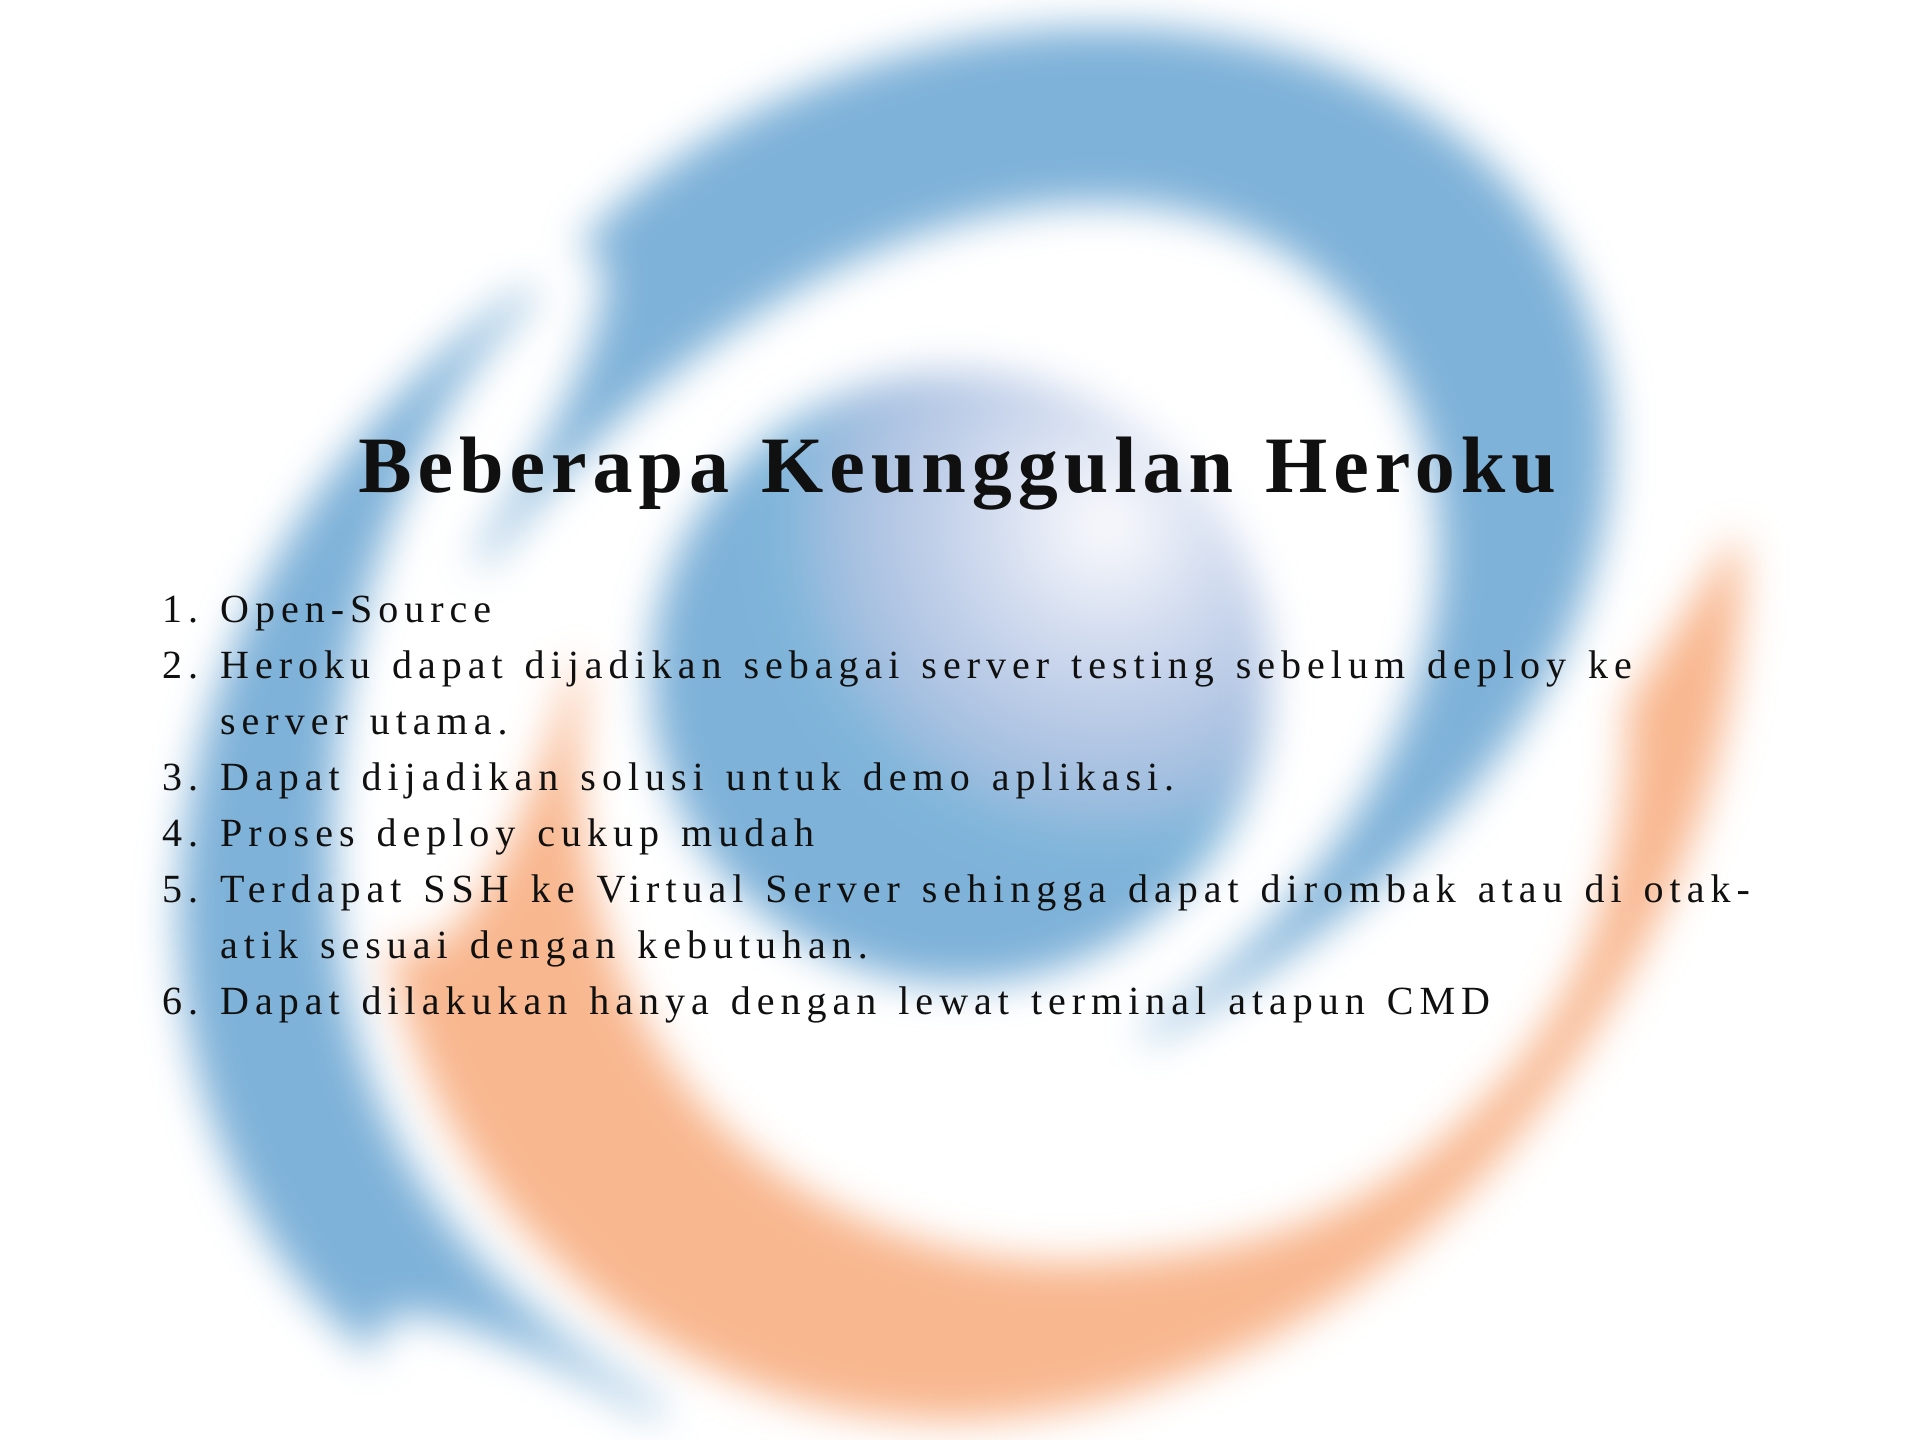 Beberapa Keunggulan Heroku
1. Open-Source
2. Heroku dapat dijadikan sebagai server testing sebelum deploy ke
server utama.
3. Dapat dijadikan solusi untuk demo aplikasi.
4. Proses deploy cukup mudah
5. Terdapat SSH ke Virtual Server sehingga dapat dirombak atau di otak-
atik sesuai dengan kebutuhan.
6. Dapat dilakukan hanya dengan lewat terminal atapun CMD